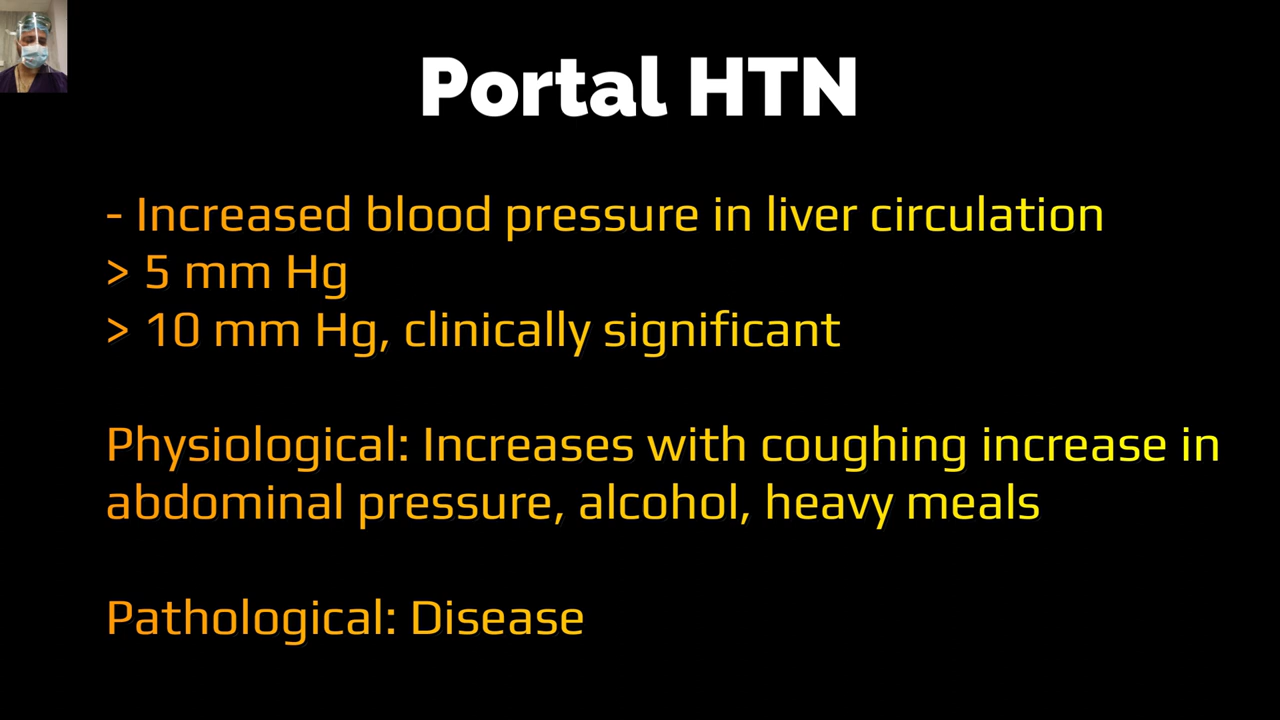 Portal HTN
- Increased blood pressure in liver circulation
> 5 mm Hg
> 10 mm Hg, clinically significant
Physiological: Increases with coughing increase in
abdominal pressure, alcohol, heavy meals
Pathological: Disease